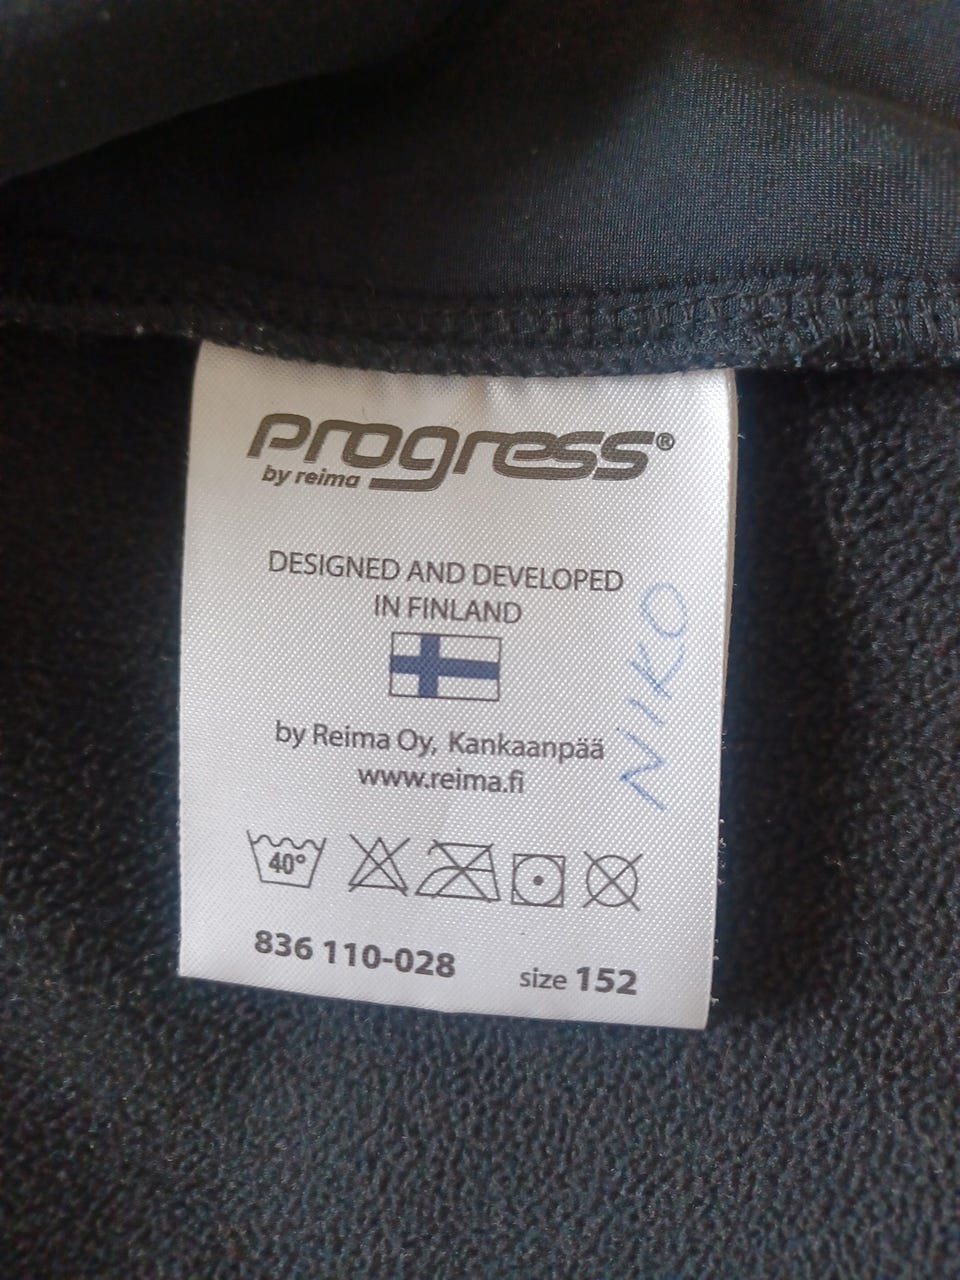 progress®
by reima
DESIGNED AND DEVELOPED
IN FINLAND
by Reima Oy, Kankaanpää
www.reima.fi
NIKO
40°
836 110-028
size 152